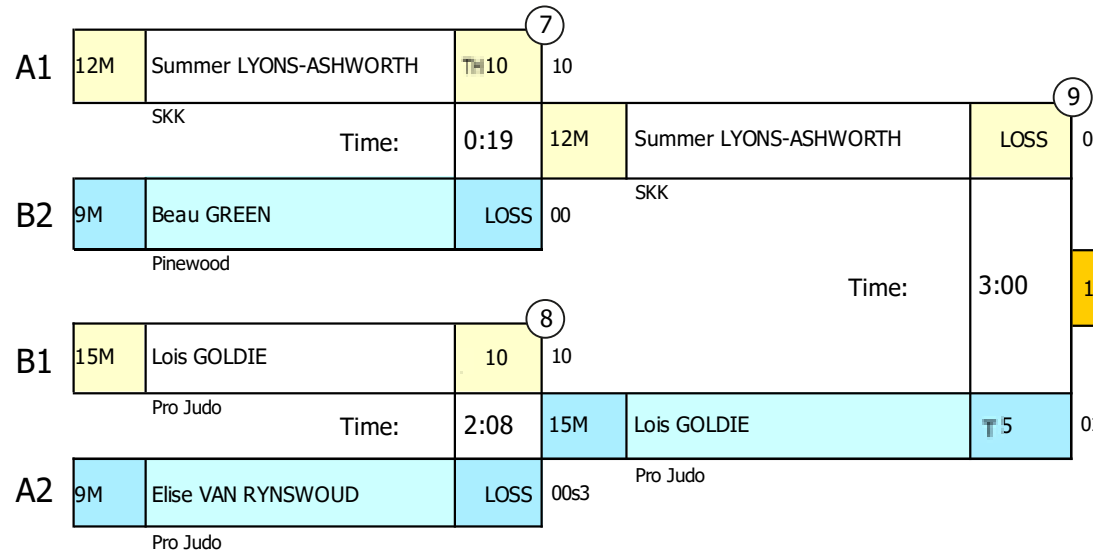 7
A1 12M Summer LYONS-ASHWORTH TH10 10
SKK
9
Time: 0:19 12M Summer LYONS-ASHWORTH LOSS
SKK
B2 9M Beau GREEN LOSS 00
Pinewood
Time: 3:00
8
B1 15M Lois GOLDIE 10 10
Pro Judo
Time: 2:08 15M Lois GOLDIE T 5
Pro Judo
A2 9M Elise VAN RYNSWOUD LOSS 00s3
Pro Judo